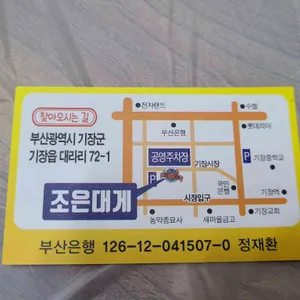 찾아오시는 길
부산광역시 기장군
기장읍 대라리 72-1
조은대게
전자랜드
수협
부산은행
롯데리아
공영주차장
P
기장시장
P
국민은행
기장중학교
시장입구
기장역
농약종묘사
새마을금고
기장교회
부산은행 126-12-041507-0 정재환